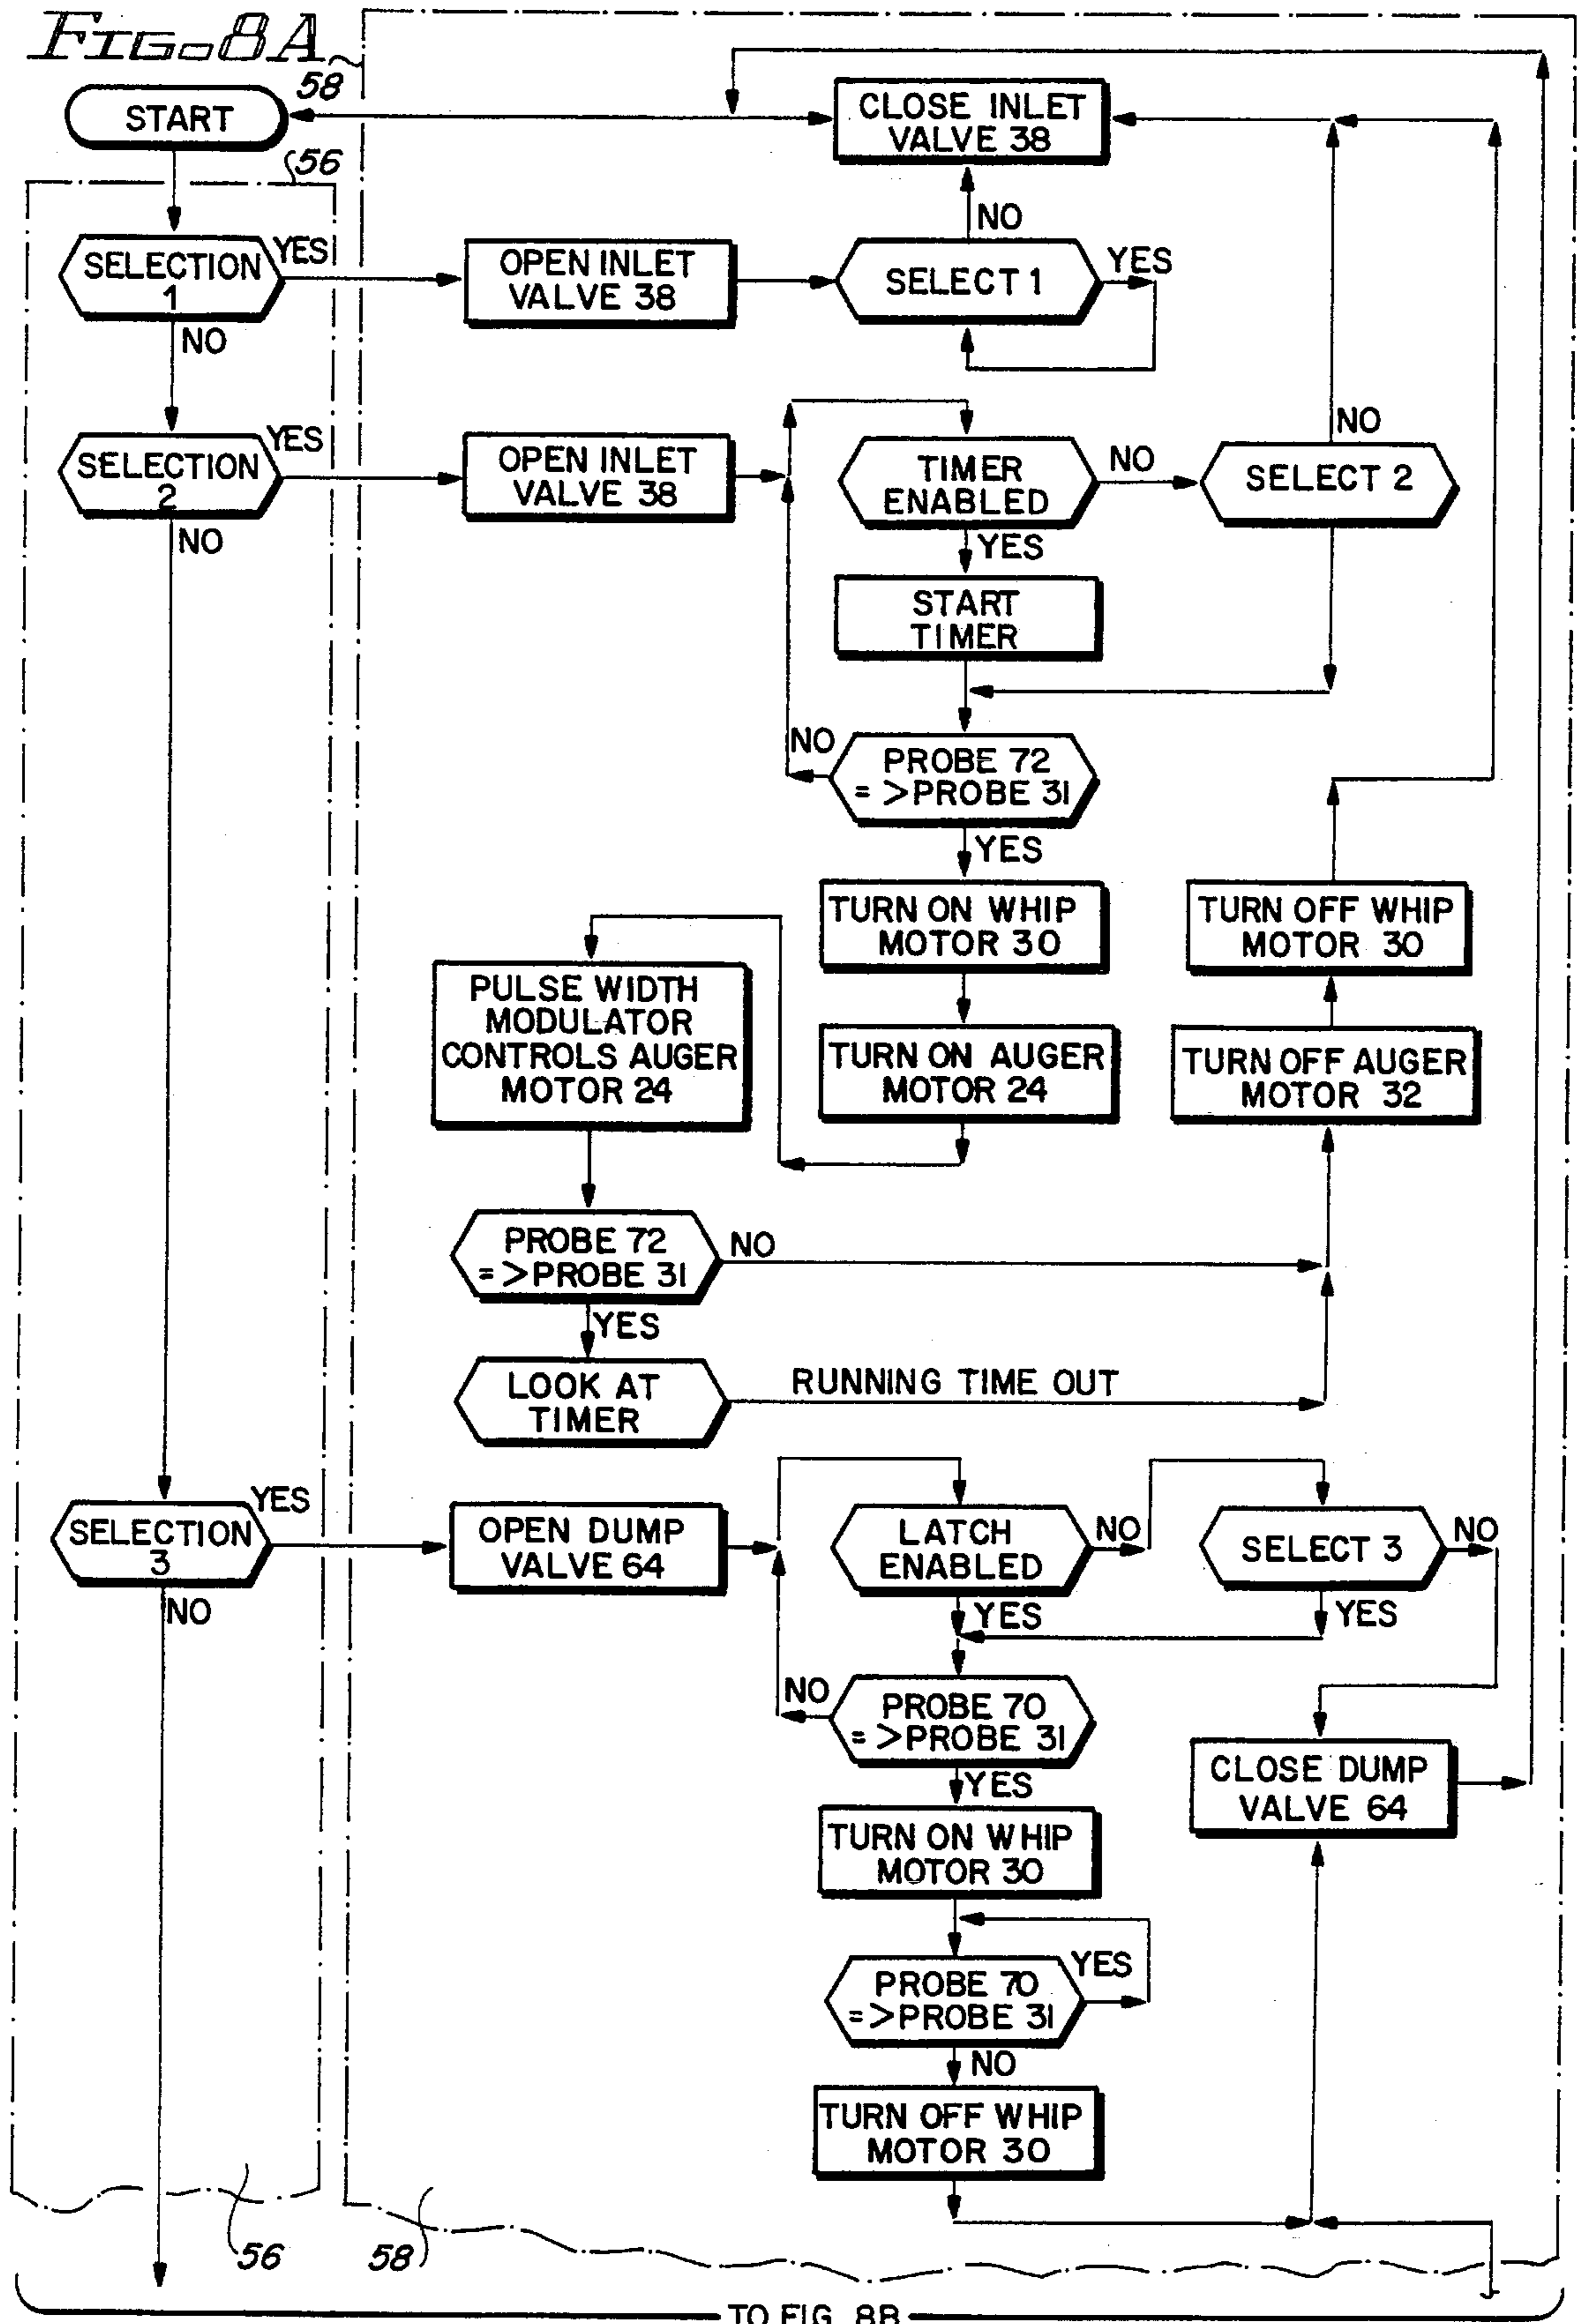 FIG. 8A
58
START
CLOSE INLET
VALVE 38
56
NO
SELECTION
1
YES
OPEN INLET
VALVE 38
SELECT 1
YES
NO
SELECTION
2
YES
OPEN INLET
VALVE 38
TIMER
ENABLED
NO
SELECT 2
NO
NO
YES
START
TIMER
NO
PROBE 72
=>PROBE 31
YES
TURN ON WHIP
MOTOR 30
TURN OFF WHIP
MOTOR 30
PULSE WIDTH
MODULATOR
CONTROLS AUGER
MOTOR 24
TURN ON AUGER
MOTOR 24
TURN OFF AUGER
MOTOR 32
PROBE 72
=>PROBE 31
NO
YES
LOOK AT
TIMER
RUNNING TIME OUT
SELECTION
3
YES
OPEN DUMP
VALVE 64
LATCH
ENABLED
NO
SELECT 3
NO
NO
YES
YES
NO
PROBE 70
=>PROBE 31
YES
CLOSE DUMP
VALVE 64
TURN ON WHIP
MOTOR 30
PROBE 70
=>PROBE 31
YES
NO
TURN OFF WHIP
MOTOR 30
56
58
TO FIG. 8B